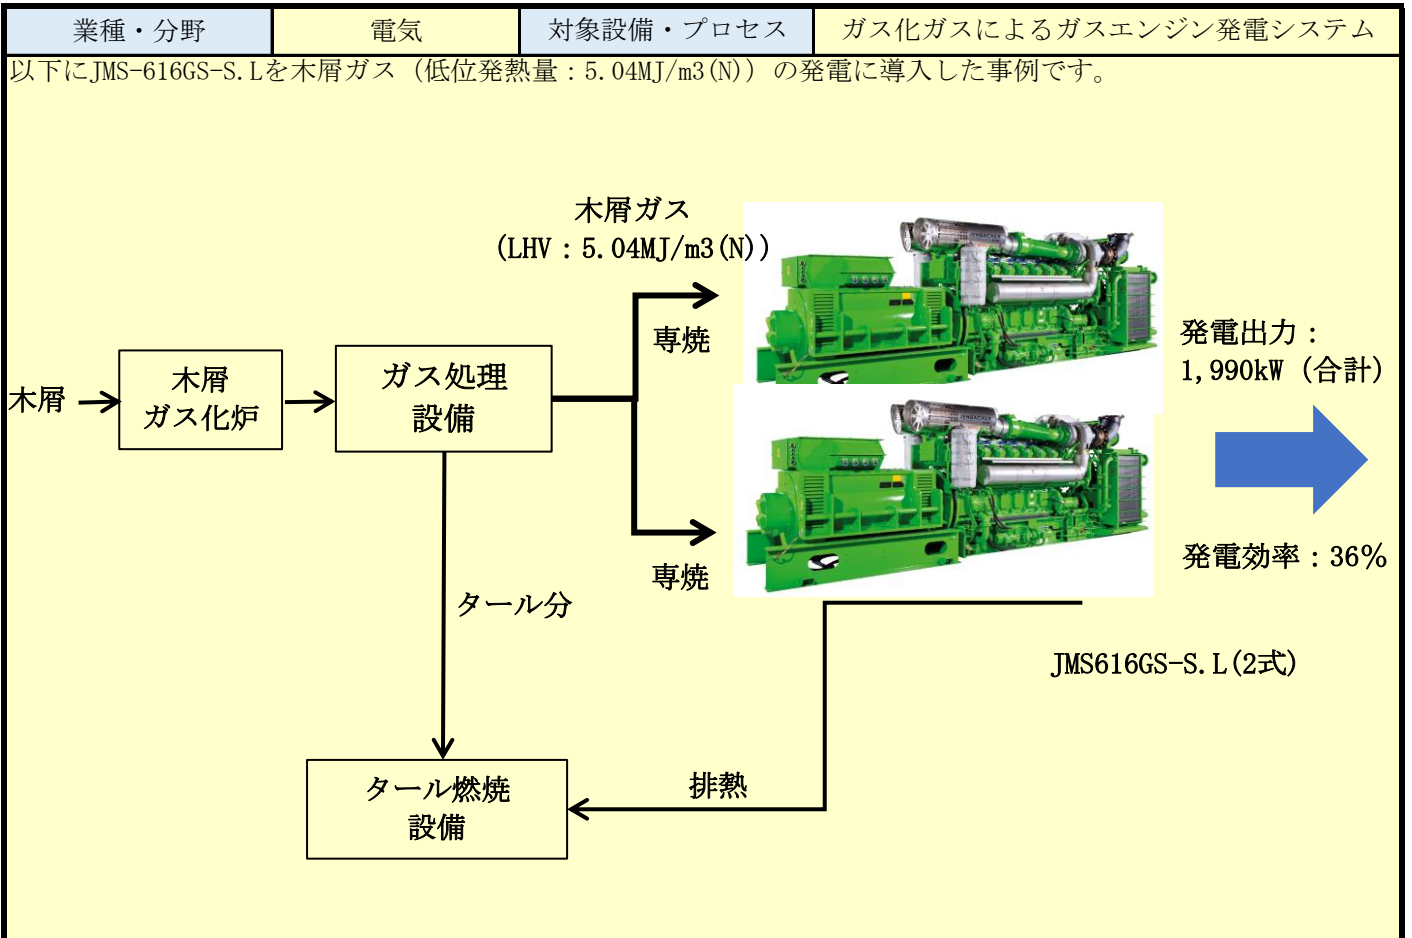 業種・分野 電気 対象設備・プロセス ガス化ガスによるガスエンジン発電システム
以下にJMS-616GS-S.Lを木屑ガス（低位発熱量：5.04MJ/m3(N)）の発電に導入した事例です。
木屑ガス
(LHV：5.04MJ/m3(N))
専焼
発電出力：
1,990kW（合計）
木屑
木屑
ガス化炉
ガス処理
設備
発電効率：36%
専焼
タール分
JMS616GS-S.L(2式)
排熱
タール燃焼
設備